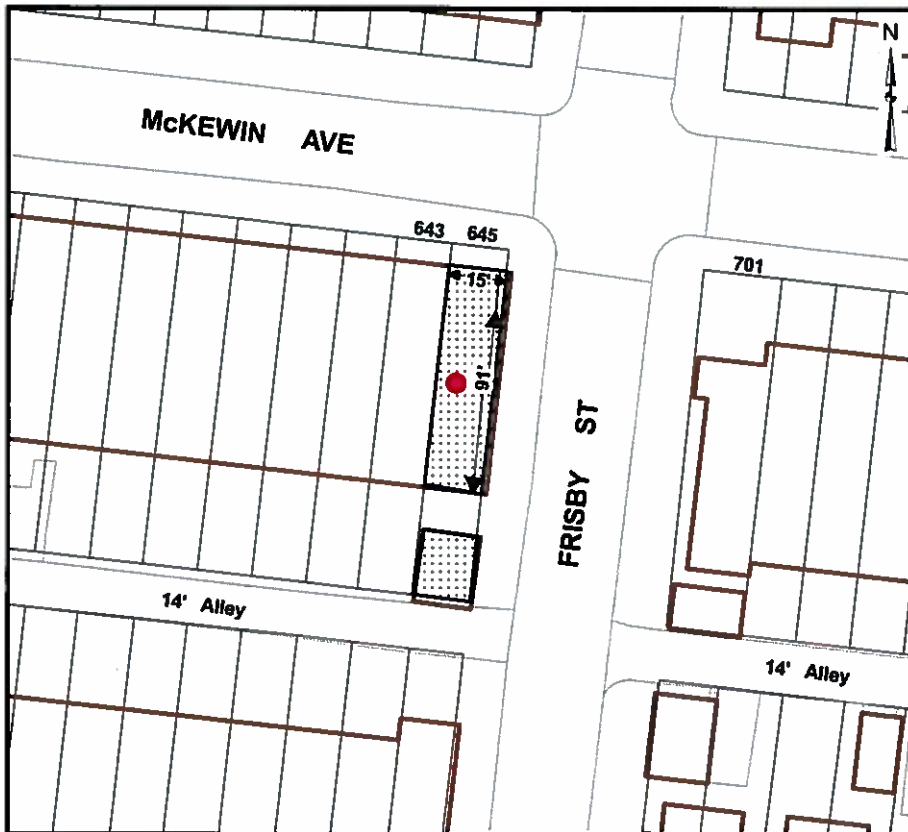 N
McKEWIN AVE
643 645
701
15'
91'
FRISBY ST
14' Alley
14' Alley